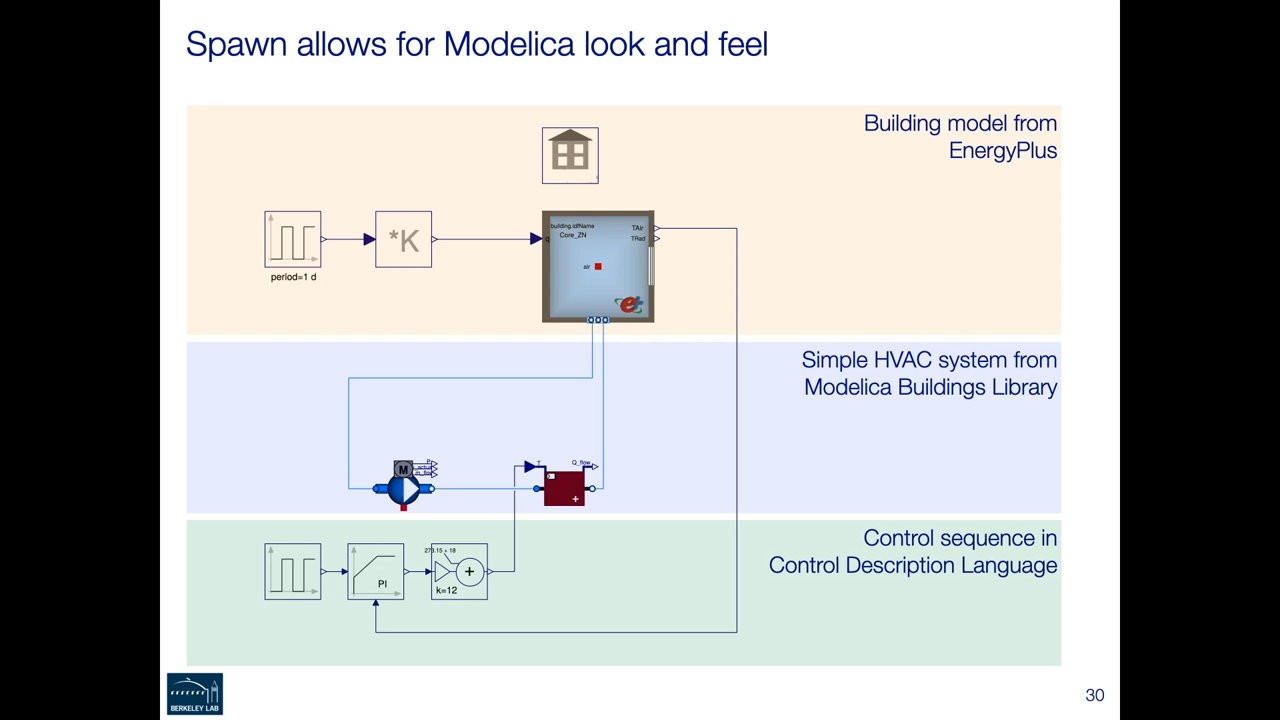 Spawn allows for Modelica look and feel
Building model from
EnergyPlus
building.idfName
Core_ZN
TAir
TRad
*K
q
air
period=1 d
Simple HVAC system from
Modelica Buildings Library
M
P
T
Q_flow
+
Control sequence in
Control Description Language
273.15 + 18
PI
+
k=12
BERKELEY LAB
30